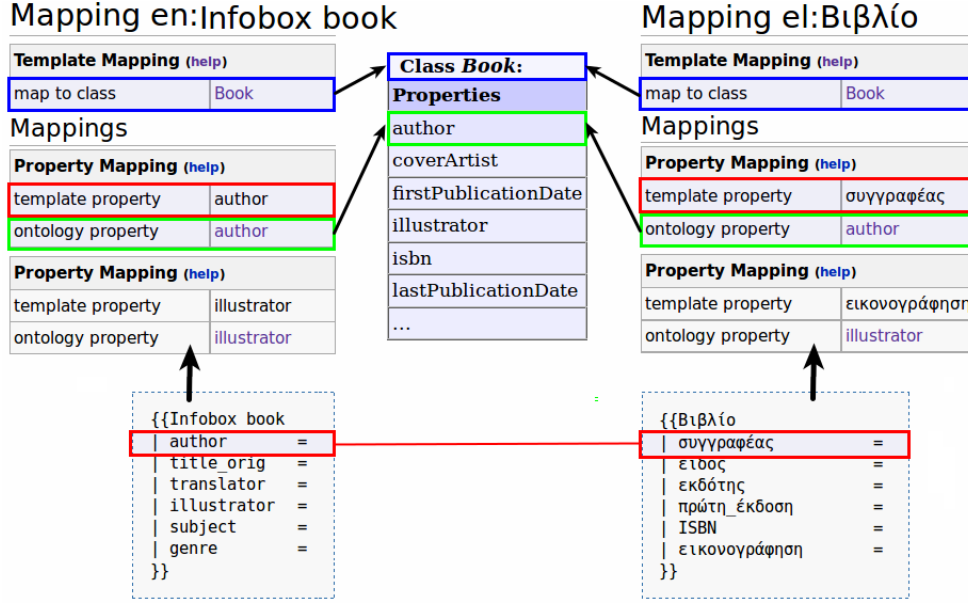 Mapping en:Infobox book
Template Mapping (help)
map to class Book
Mappings
Property Mapping (help)
template property author
ontology property author
Property Mapping (help)
template property illustrator
ontology property illustrator
{{Infobox book
| author =
| title_orig =
| translator =
| illustrator =
| subject =
| genre =
}}
Class Book:
Properties
author
coverArtist
firstPublicationDate
illustrator
isbn
lastPublicationDate
...
=
Mapping el:Βιβλίο
Template Mapping (help)
map to class Book
Mappings
Property Mapping (help)
template property συγγραφέας
ontology property author
Property Mapping (help)
template property εικονογράφηση
ontology property illustrator
{{Βιβλίο
| συγγραφέας =
| είδος =
| εκδότης =
| πρώτη_έκδοση =
| ISBN =
| εικονογράφηση =
}}